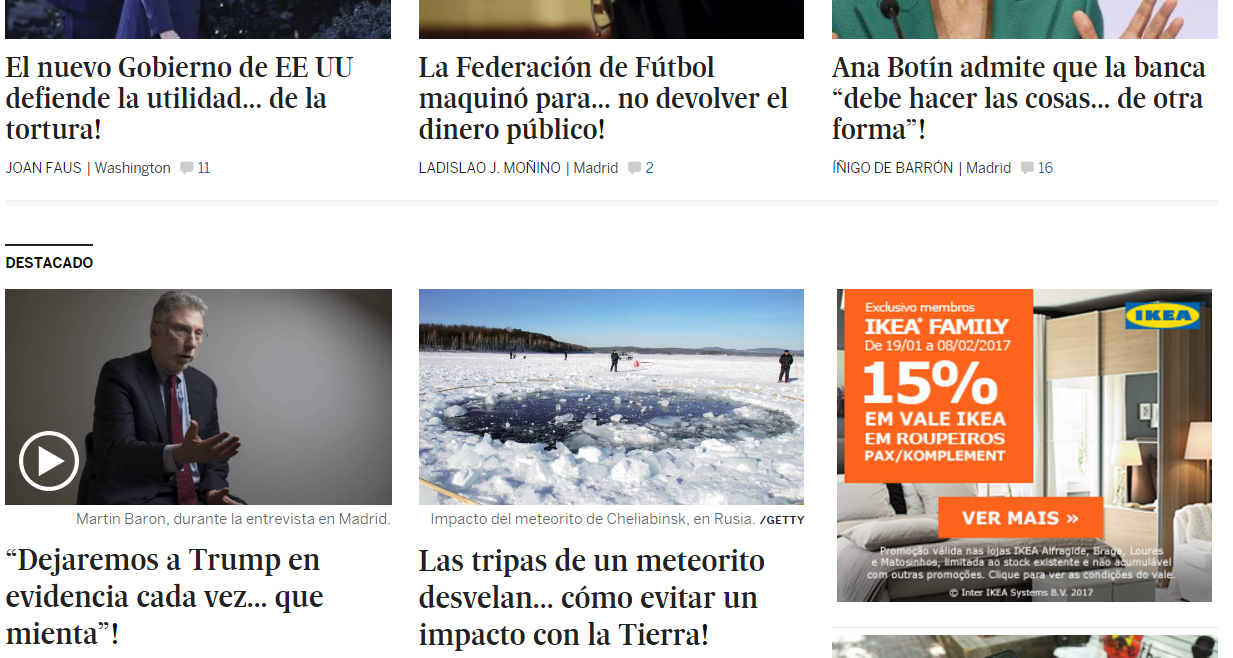 El nuevo Gobierno de EE UU
defiende la utilidad... de la
tortura!
JOAN FAUS | Washington 11
La Federación de Fútbol
maquinó para... no devolver el
dinero público!
LADISLAO J. MOÑINO | Madrid 2
Ana Botín admite que la banca
“debe hacer las cosas... de otra
forma”!
ÍÑIGO DE BARRÓN | Madrid 16
DESTACADO
Martin Baron, durante la entrevista en Madrid.
“Dejaremos a Trump en
evidencia cada vez... que
mienta”!
Impacto del meteorito de Cheliabinsk, en Rusia. /GETTY
Las tripas de un meteorito
desvelan... cómo evitar un
impacto con la Tierra!
Exclusivo membros
IKEA® FAMILY
De 19/01 a 08/02/2017
15%
EM VALE IKEA
EM ROUPEIROS
PAX/KOMPLEMENT
IKEA
VER MAIS »
Promoção válida nas lojas IKEA Alfragide, Braga, Loures
e Matosinhos, limitada ao stock existente e não acumulável
com outras promoções. Clique para ver as condições do vale.
© Inter IKEA Systems B.V. 2017